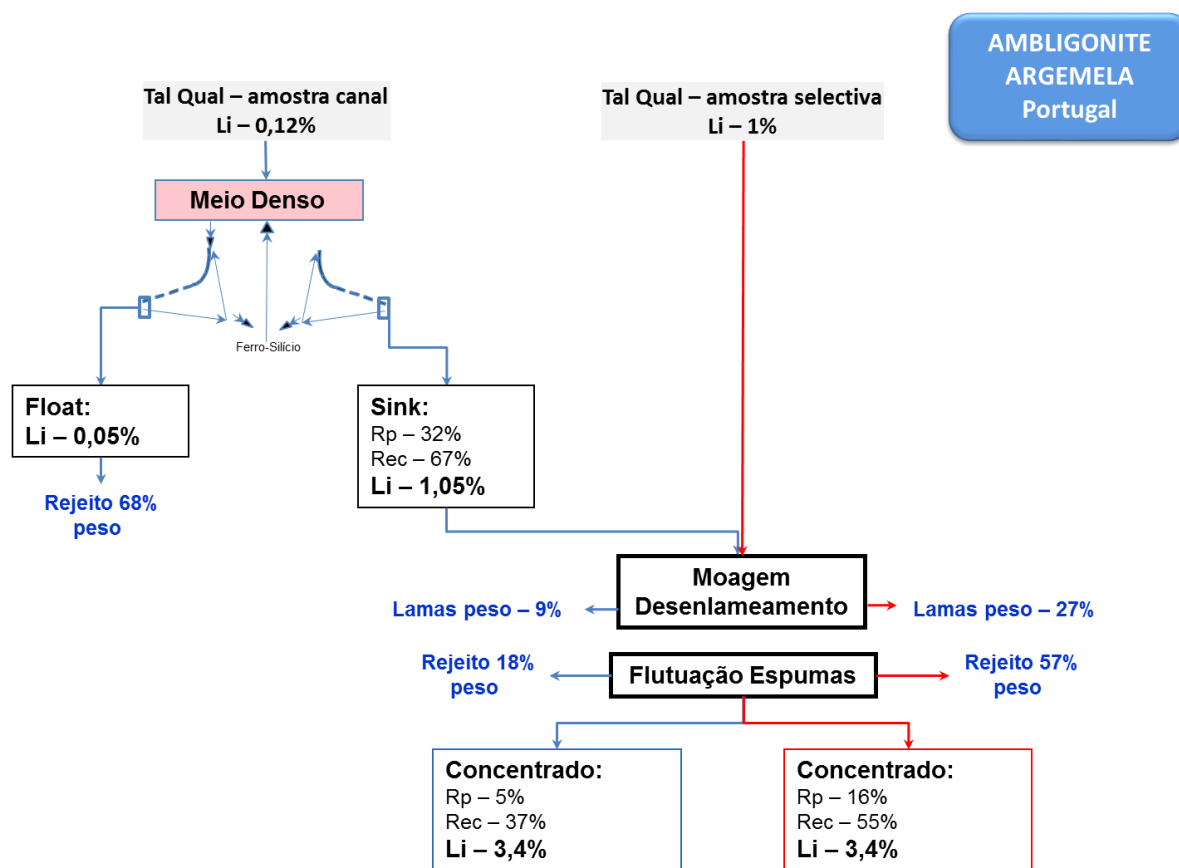 AMBLIGONITE
ARGEMELA
Portugal
Tal Qual – amostra canal
Li – 0,12%
Tal Qual – amostra selectiva
Li – 1%
Meio Denso
Ferro-Silício
Float:
Li – 0,05%
Sink:
Rp – 32%
Rec – 67%
Li – 1,05%
Rejeito 68%
peso
Moagem
Desenlameamento
Lamas peso – 9%
Lamas peso – 27%
Rejeito 18%
peso
Flutuação Espumas
Rejeito 57%
peso
Concentrado:
Rp – 5%
Rec – 37%
Li – 3,4%
Concentrado:
Rp – 16%
Rec – 55%
Li – 3,4%